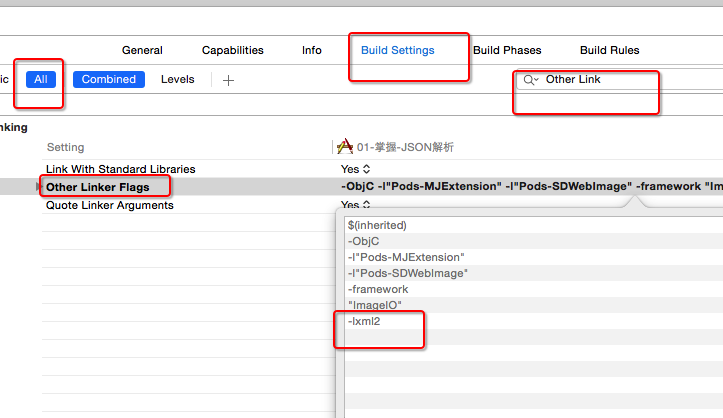 General Capabilities Info Build Settings Build Phases Build Rules
ic All Combined Levels + Other Link
nking
Setting 01-掌握-JSON解析
Link With Standard Libraries Yes
Other Linker Flags -ObjC -l"Pods-MJExtension" -l"Pods-SDWebImage" -framework "Im
Quote Linker Arguments Yes
$(inherited)
-ObjC
-l"Pods-MJExtension"
-l"Pods-SDWebImage"
-framework
"ImageIO"
-lxml2